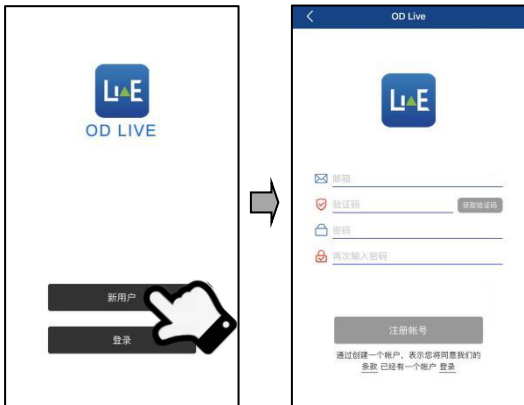 LIVE
OD LIVE
新用户
登录
OD Live
LIVE
邮箱
验证码
获取验证码
密码
再次输入密码
注册帐号
通过创建一个帐户，表示您将同意我们的
条款 已经有一个帐户 登录